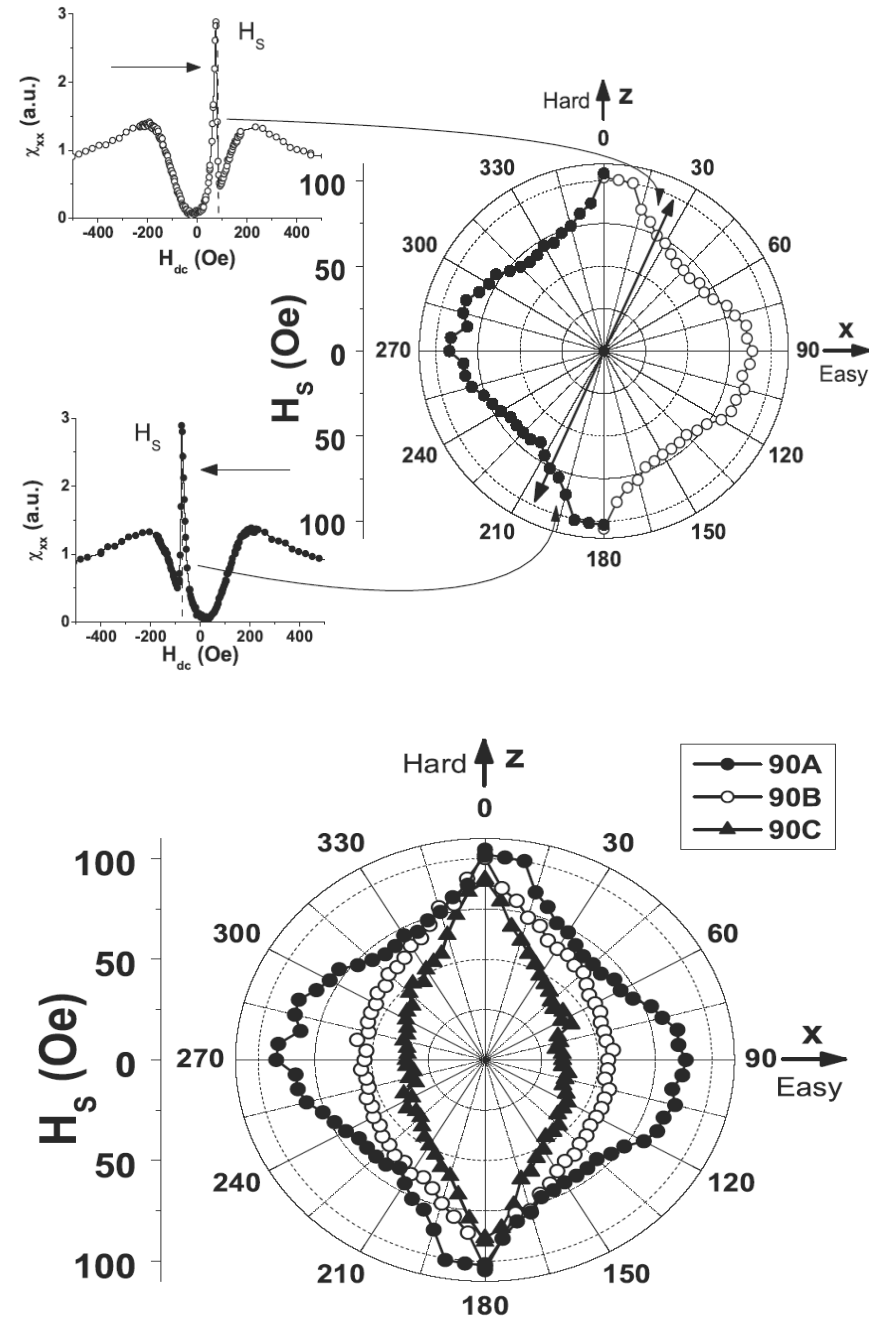 3
2
1
0
χxx (a.u.)
HS
-400 -200 0 200 400
Hdc (Oe)
Hard z
0
30
60
90 x
Easy
120
150
180
210
240
270
300
330
100
50
0
50
100
HS (Oe)
3
2
1
0
χxx (a.u.)
HS
-400 -200 0 200 400
Hdc (Oe)
90A
90B
90C
Hard z
0
30
60
90 x
Easy
120
150
180
210
240
270
300
330
100
50
0
50
100
HS (Oe)